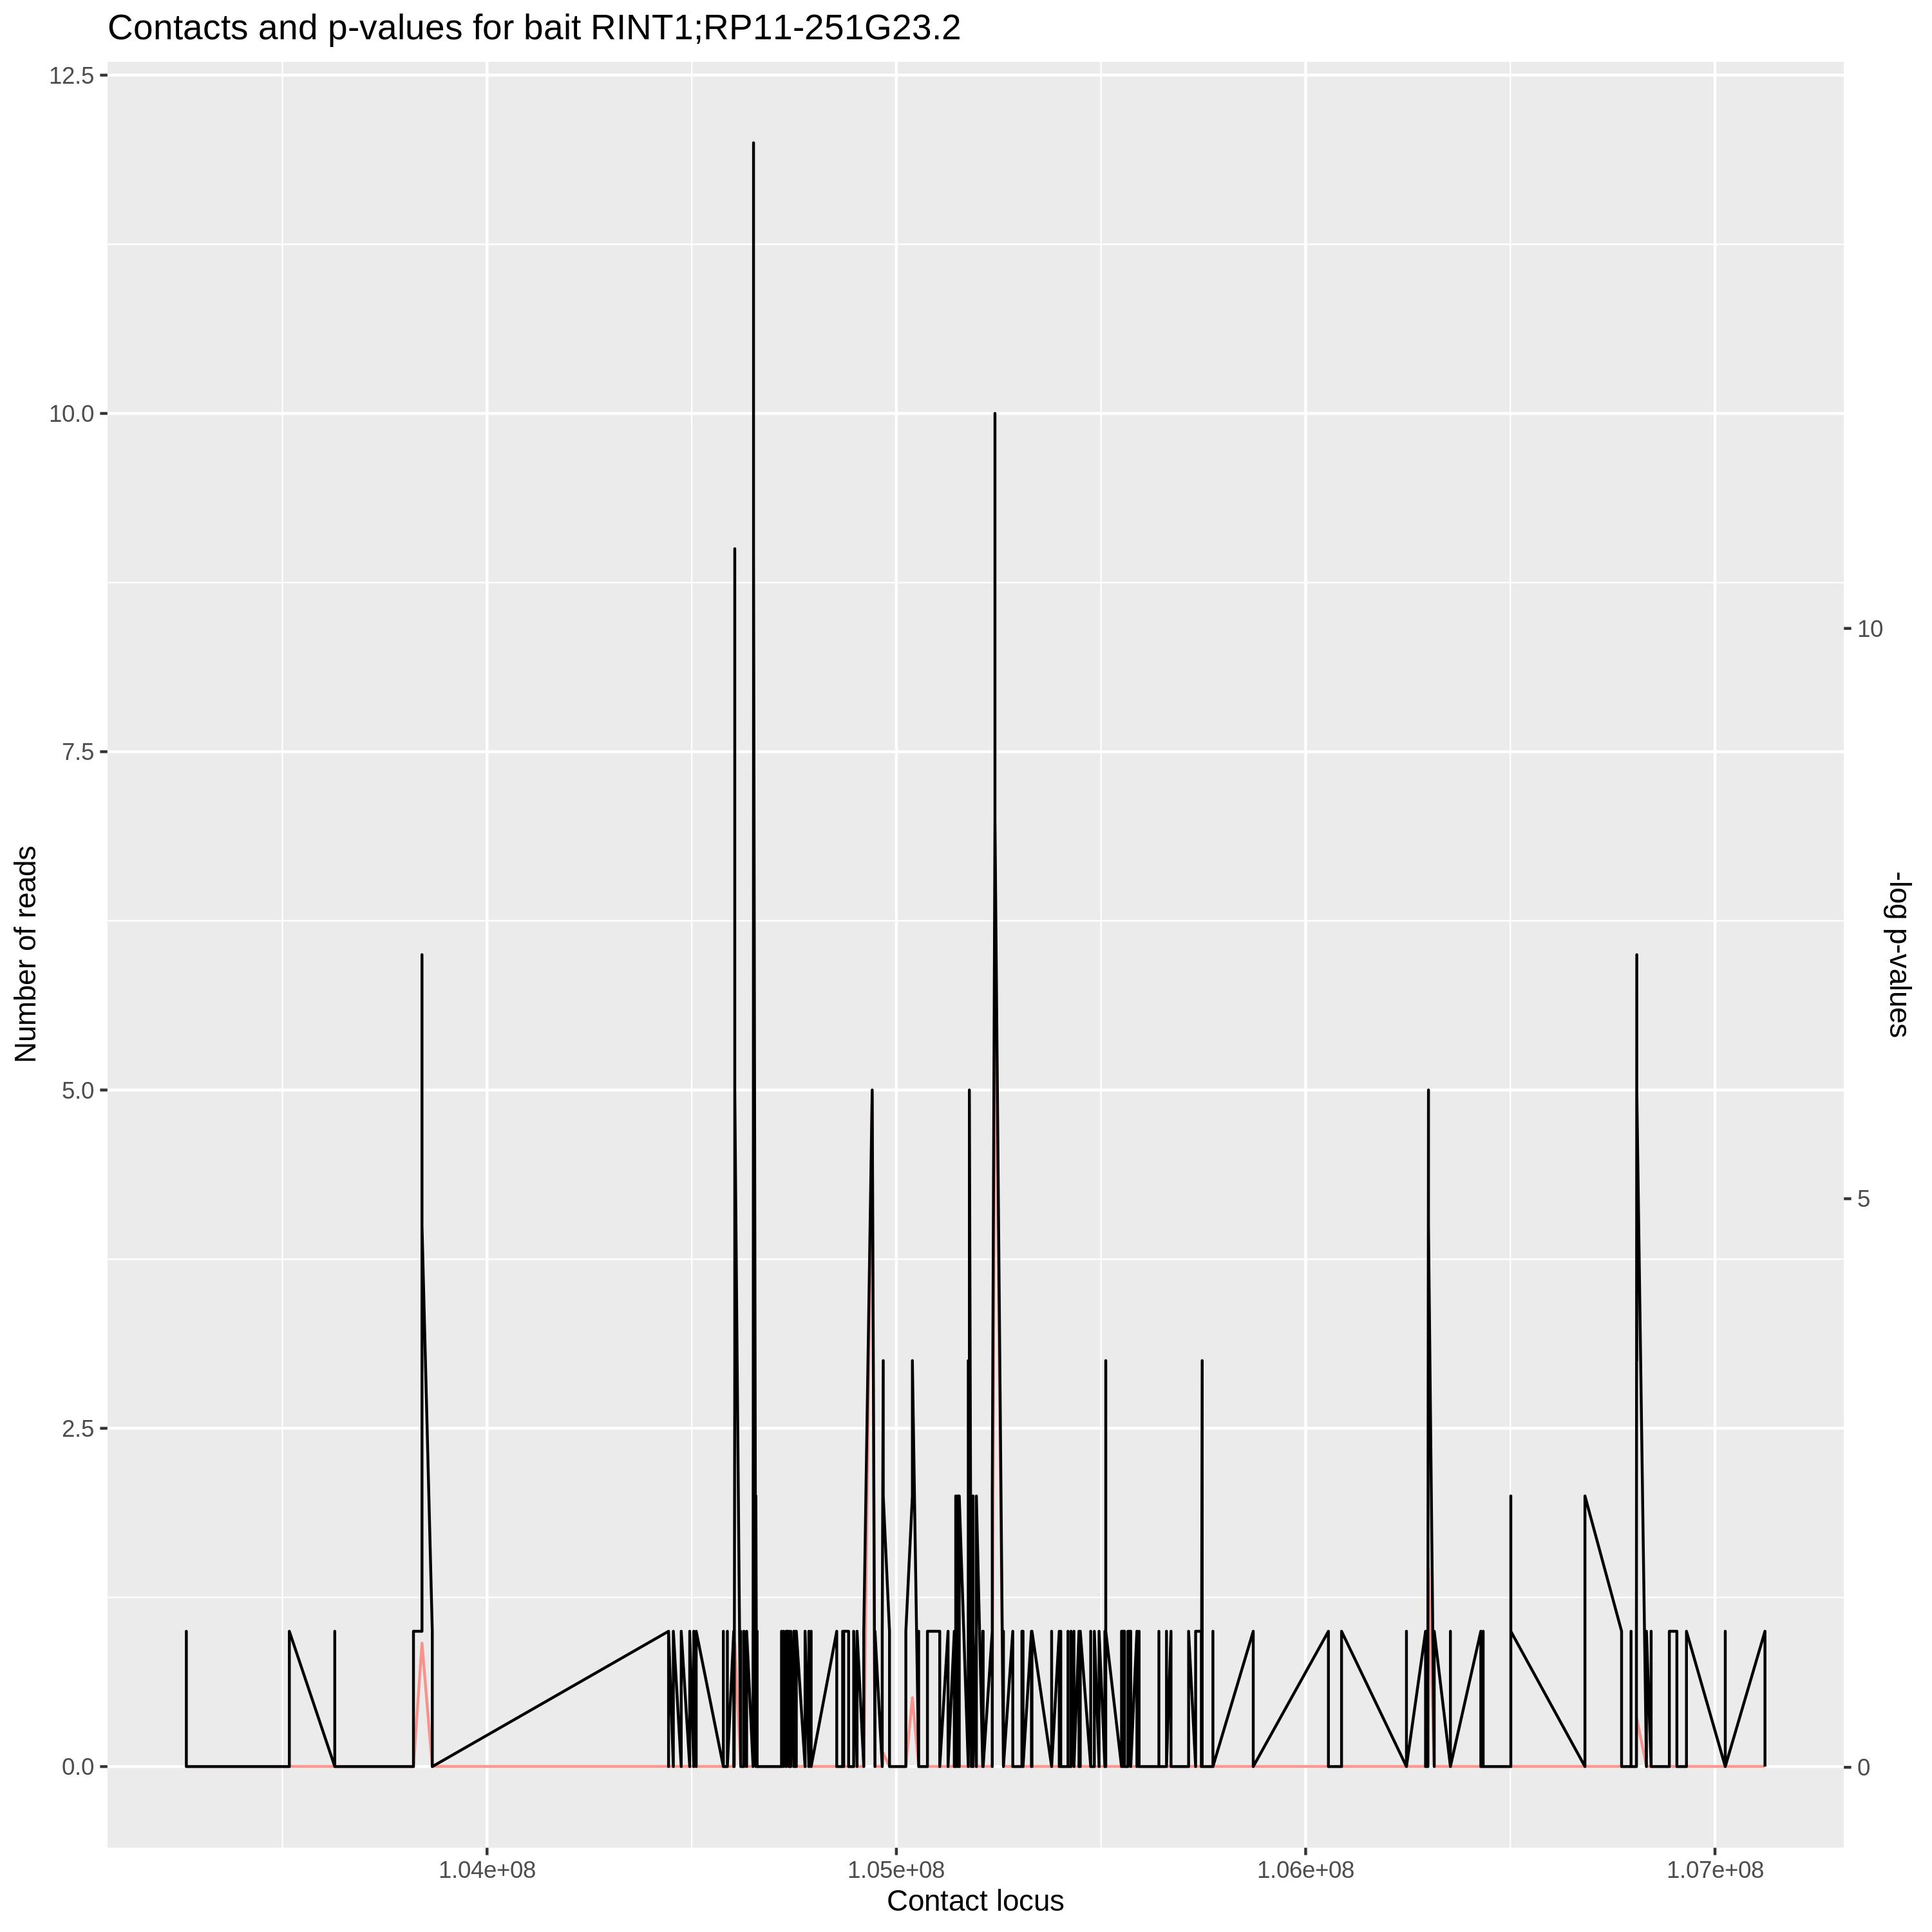 Contacts and p-values for bait RINT1;RP11-251G23.2
12.5
10.0
7.5
5.0
2.5
0.0
Number of reads
10
5
0
-log p-values
1.04e+08 1.05e+08 1.06e+08 1.07e+08
Contact locus